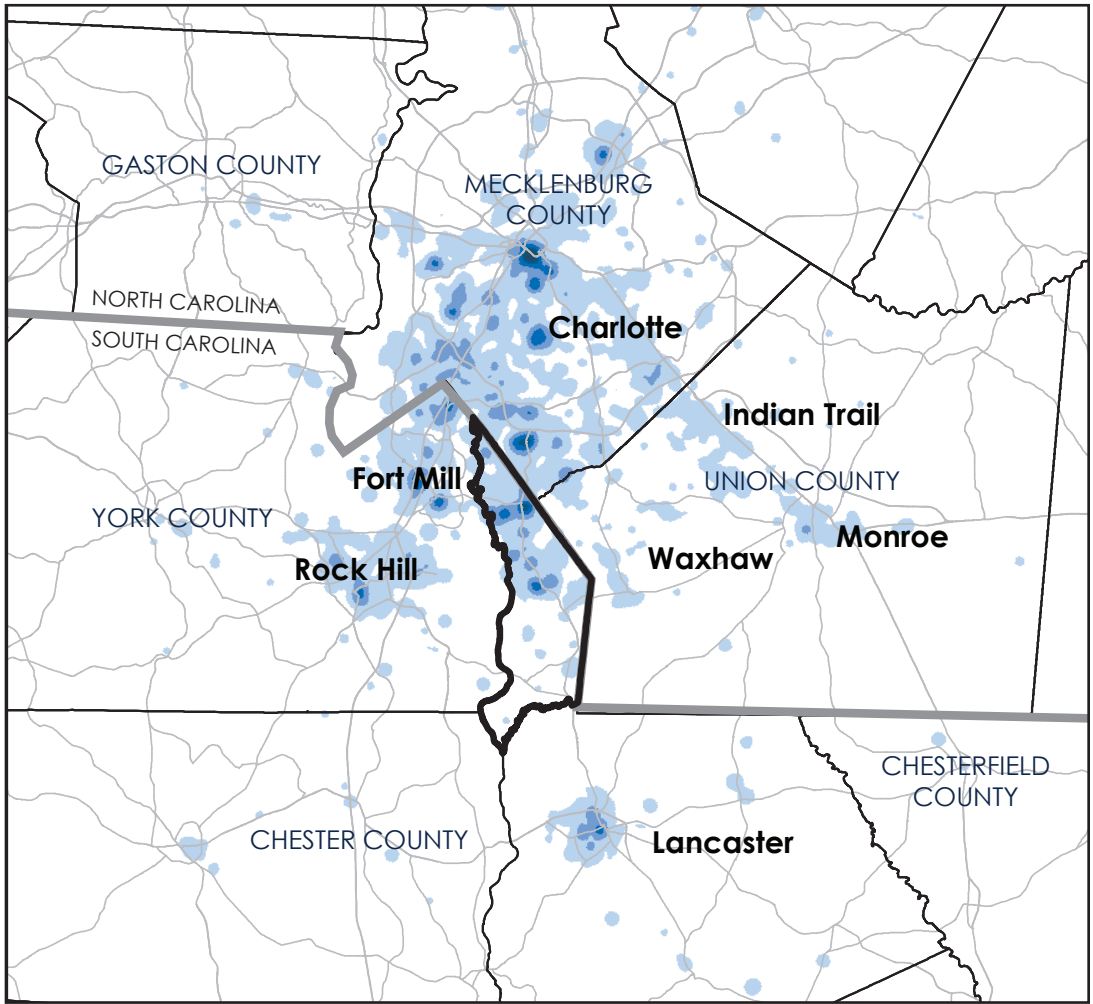 GASTON COUNTY
MECKLENBURG
COUNTY
NORTH CAROLINA
SOUTH CAROLINA
Charlotte
Indian Trail
Fort Mill
UNION COUNTY
YORK COUNTY
Monroe
Waxhaw
Rock Hill
CHESTERFIELD
COUNTY
CHESTER COUNTY
Lancaster